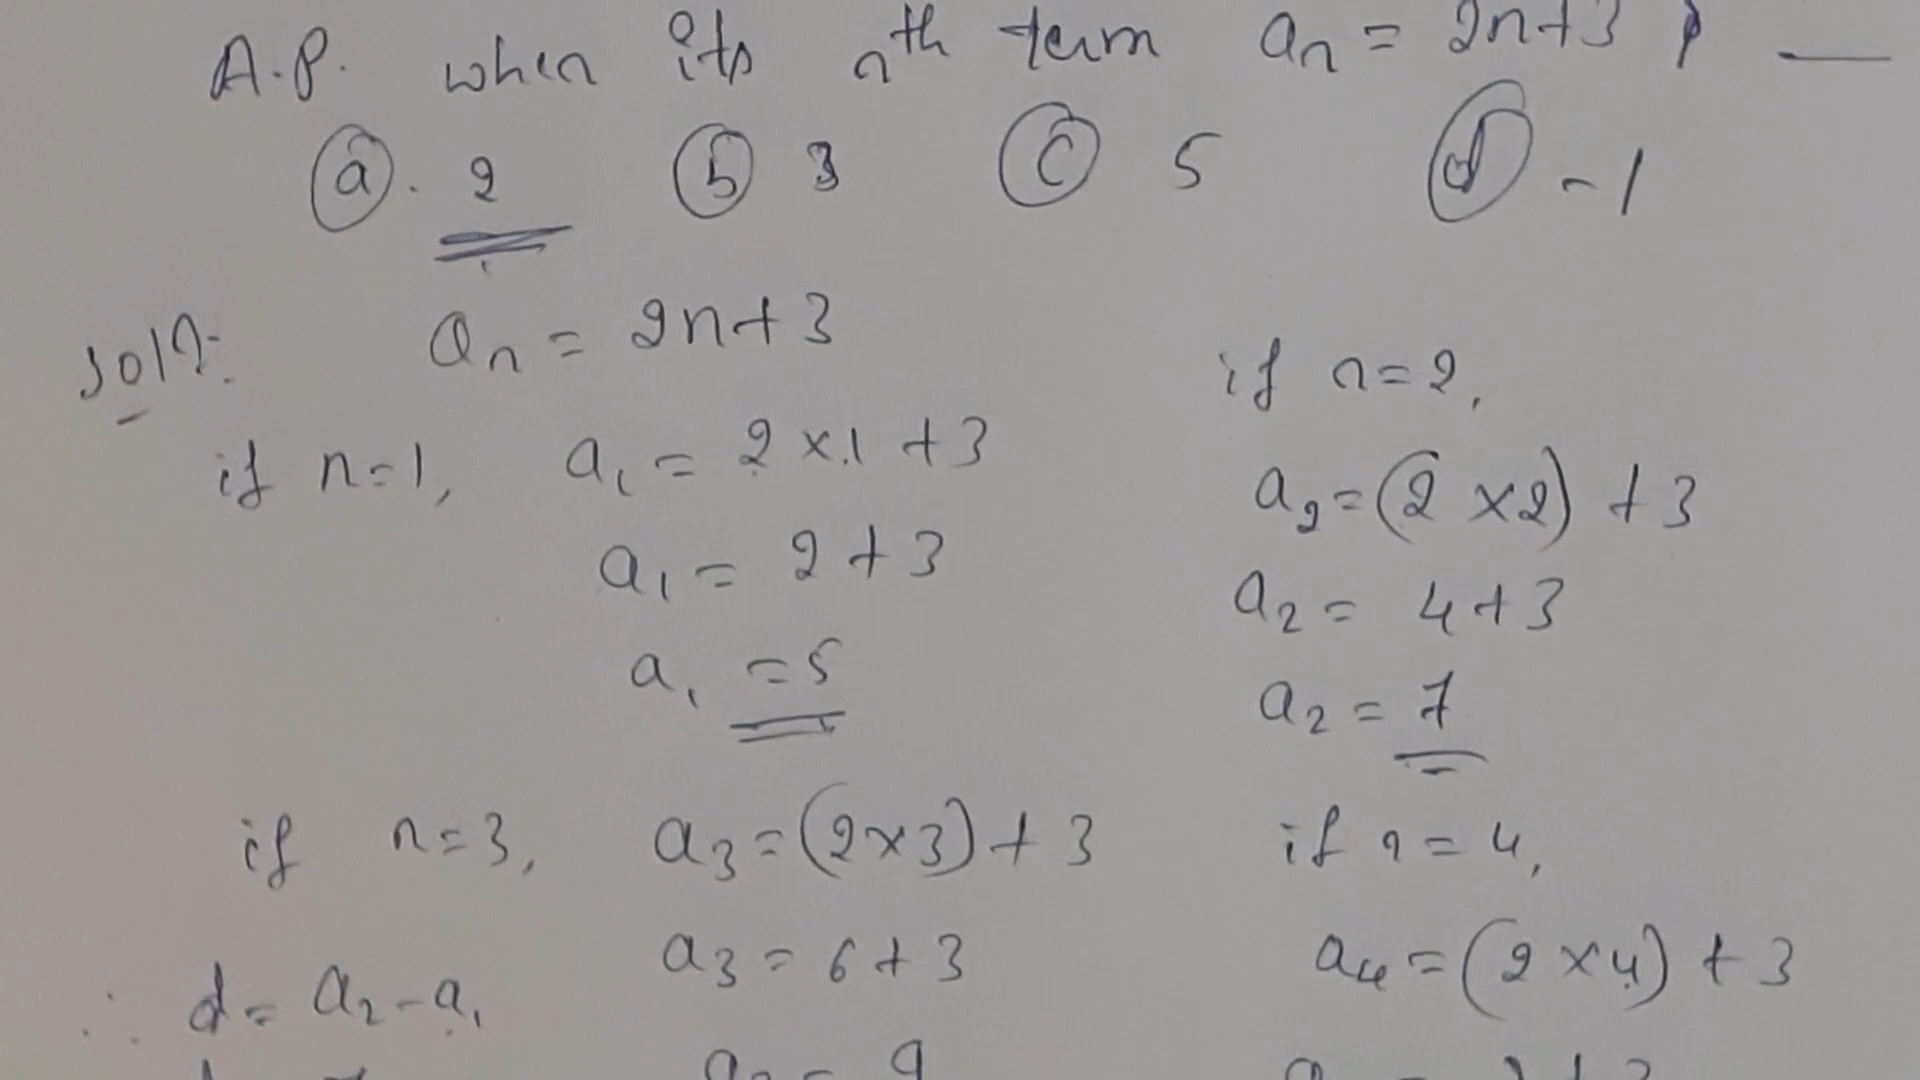 A.P. when its nth term an = 2n+3 , __
(a). 2 (b) 3 (c) 5 (d) -1
Soln:
an = 2n+3
if n=1, a1 = 2×1 +3
a1 = 2+3
a1 = 5
if n=2,
a2 = (2×2) +3
a2 = 4+3
a2 = 7
if n=3, a3 = (2×3)+3
a3 = 6+3
if n=4,
a4 = (2×4)+3
∴ d = a2-a1